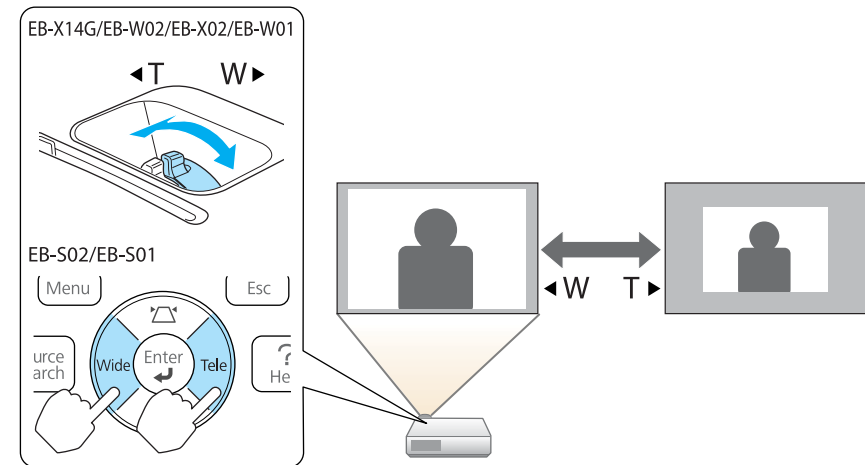 EB-X14G/EB-W02/EB-X02/EB-W01
◀T W▶
EB-S02/EB-S01
Menu Esc
urce
arch
Wide Enter Tele
?
He
◀W T▶